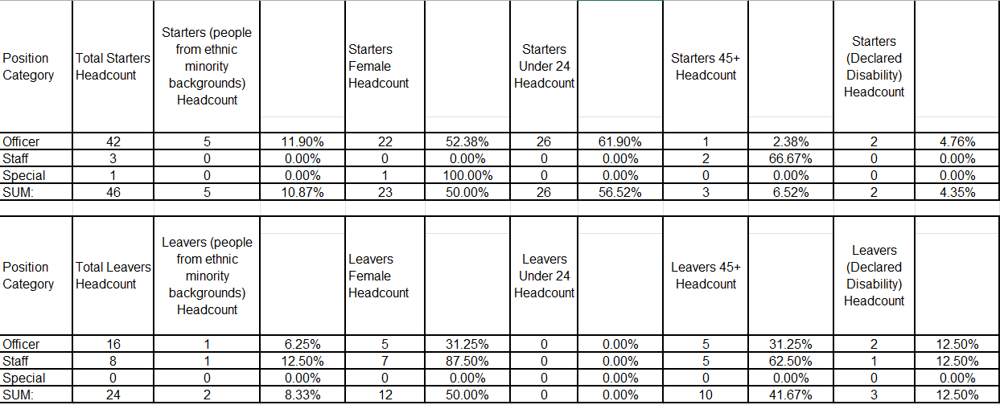 Position Category | Total Starters Headcount | Starters (people from ethnic minority backgrounds) Headcount | | Starters Female Headcount | | Starters Under 24 Headcount | | Starters 45+ Headcount | | Starters (Declared Disability) Headcount |
Officer | 42 | 5 | 11.90% | 22 | 52.38% | 26 | 61.90% | 1 | 2.38% | 2 | 4.76%
Staff | 3 | 0 | 0.00% | 0 | 0.00% | 0 | 0.00% | 2 | 66.67% | 0 | 0.00%
Special | 1 | 0 | 0.00% | 1 | 100.00% | 0 | 0.00% | 0 | 0.00% | 0 | 0.00%
SUM: | 46 | 5 | 10.87% | 23 | 50.00% | 26 | 56.52% | 3 | 6.52% | 2 | 4.35%
Position Category | Total Leavers Headcount | Leavers (people from ethnic minority backgrounds) Headcount | | Leavers Female Headcount | | Leavers Under 24 Headcount | | Leavers 45+ Headcount | | Leavers (Declared Disability) Headcount |
Officer | 16 | 1 | 6.25% | 5 | 31.25% | 0 | 0.00% | 5 | 31.25% | 2 | 12.50%
Staff | 8 | 1 | 12.50% | 7 | 87.50% | 0 | 0.00% | 5 | 62.50% | 1 | 12.50%
Special | 0 | 0 | 0.00% | 0 | 0.00% | 0 | 0.00% | 0 | 0.00% | 0 | 0.00%
SUM: | 24 | 2 | 8.33% | 12 | 50.00% | 0 | 0.00% | 10 | 41.67% | 3 | 12.50%